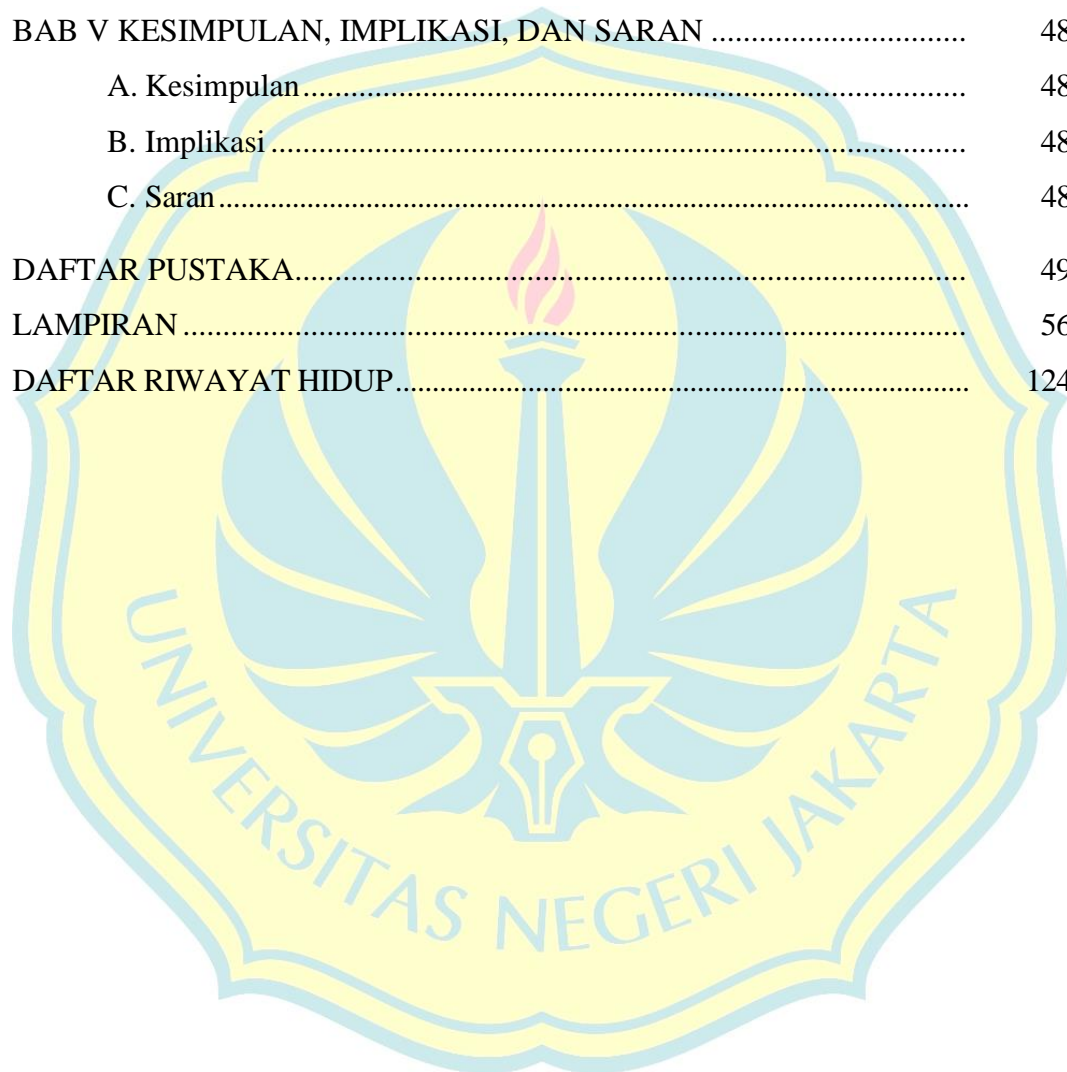 BAB V KESIMPULAN, IMPLIKASI, DAN SARAN ............................... 48
A. Kesimpulan................................................................................. 48
B. Implikasi ..................................................................................... 48
C. Saran............................................................................................ 48
DAFTAR PUSTAKA.................................................................................. 49
LAMPIRAN ................................................................................................ 56
DAFTAR RIWAYAT HIDUP...................................................................... 124
UNIVERSITAS NEGERI JAKARTA